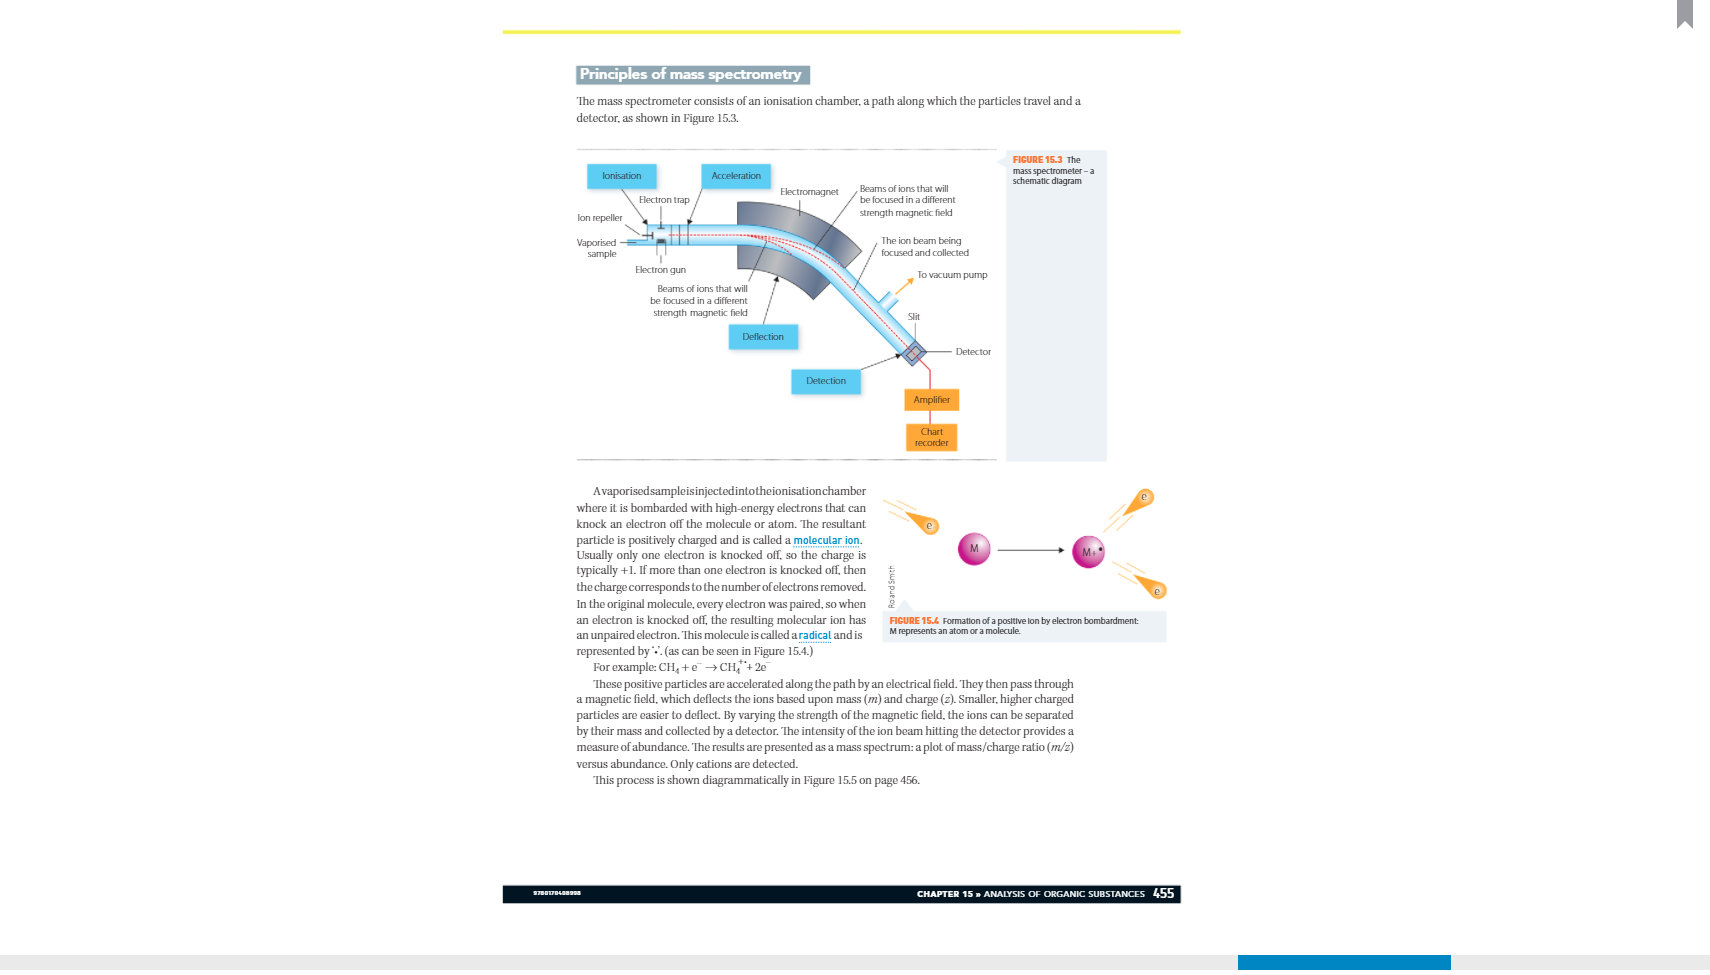 Principles of mass spectrometry
The mass spectrometer consists of an ionisation chamber, a path along which the particles travel and a
detector, as shown in Figure 15.3.
FIGURE 15.3 The
mass spectrometer – a
schematic diagram
Ionisation
Acceleration
Electromagnet
Beams of ions that will
be focused in a different
strength magnetic field
Electron trap
Ion repeller
Vaporised
sample
Electron gun
The ion beam being
focused and collected
To vacuum pump
Beams of ions that will
be focused in a different
strength magnetic field
Slit
Deflection
Detector
Detection
Amplifier
Chart
recorder
A vaporised sample is injected into the ionisation chamber
where it is bombarded with high-energy electrons that can
knock an electron off the molecule or atom. The resultant
particle is positively charged and is called a molecular ion.
Usually only one electron is knocked off, so the charge is
typically +1. If more than one electron is knocked off, then
the charge corresponds to the number of electrons removed.
In the original molecule, every electron was paired, so when
an electron is knocked off, the resulting molecular ion has
an unpaired electron. This molecule is called a radical and is
represented by '•'. (as can be seen in Figure 15.4.)
For example: CH₄ + e⁻ → CH₄⁺• + 2e⁻
e
M
M+•
e
e
Ro and Smith
FIGURE 15.4 Formation of a positive ion by electron bombardment:
M represents an atom or a molecule.
These positive particles are accelerated along the path by an electrical field. They then pass through
a magnetic field, which deflects the ions based upon mass (m) and charge (z). Smaller, higher charged
particles are easier to deflect. By varying the strength of the magnetic field, the ions can be separated
by their mass and collected by a detector. The intensity of the ion beam hitting the detector provides a
measure of abundance. The results are presented as a mass spectrum: a plot of mass/charge ratio (m/z)
versus abundance. Only cations are detected.
This process is shown diagrammatically in Figure 15.5 on page 456.
9780170408998
CHAPTER 15 » ANALYSIS OF ORGANIC SUBSTANCES 455